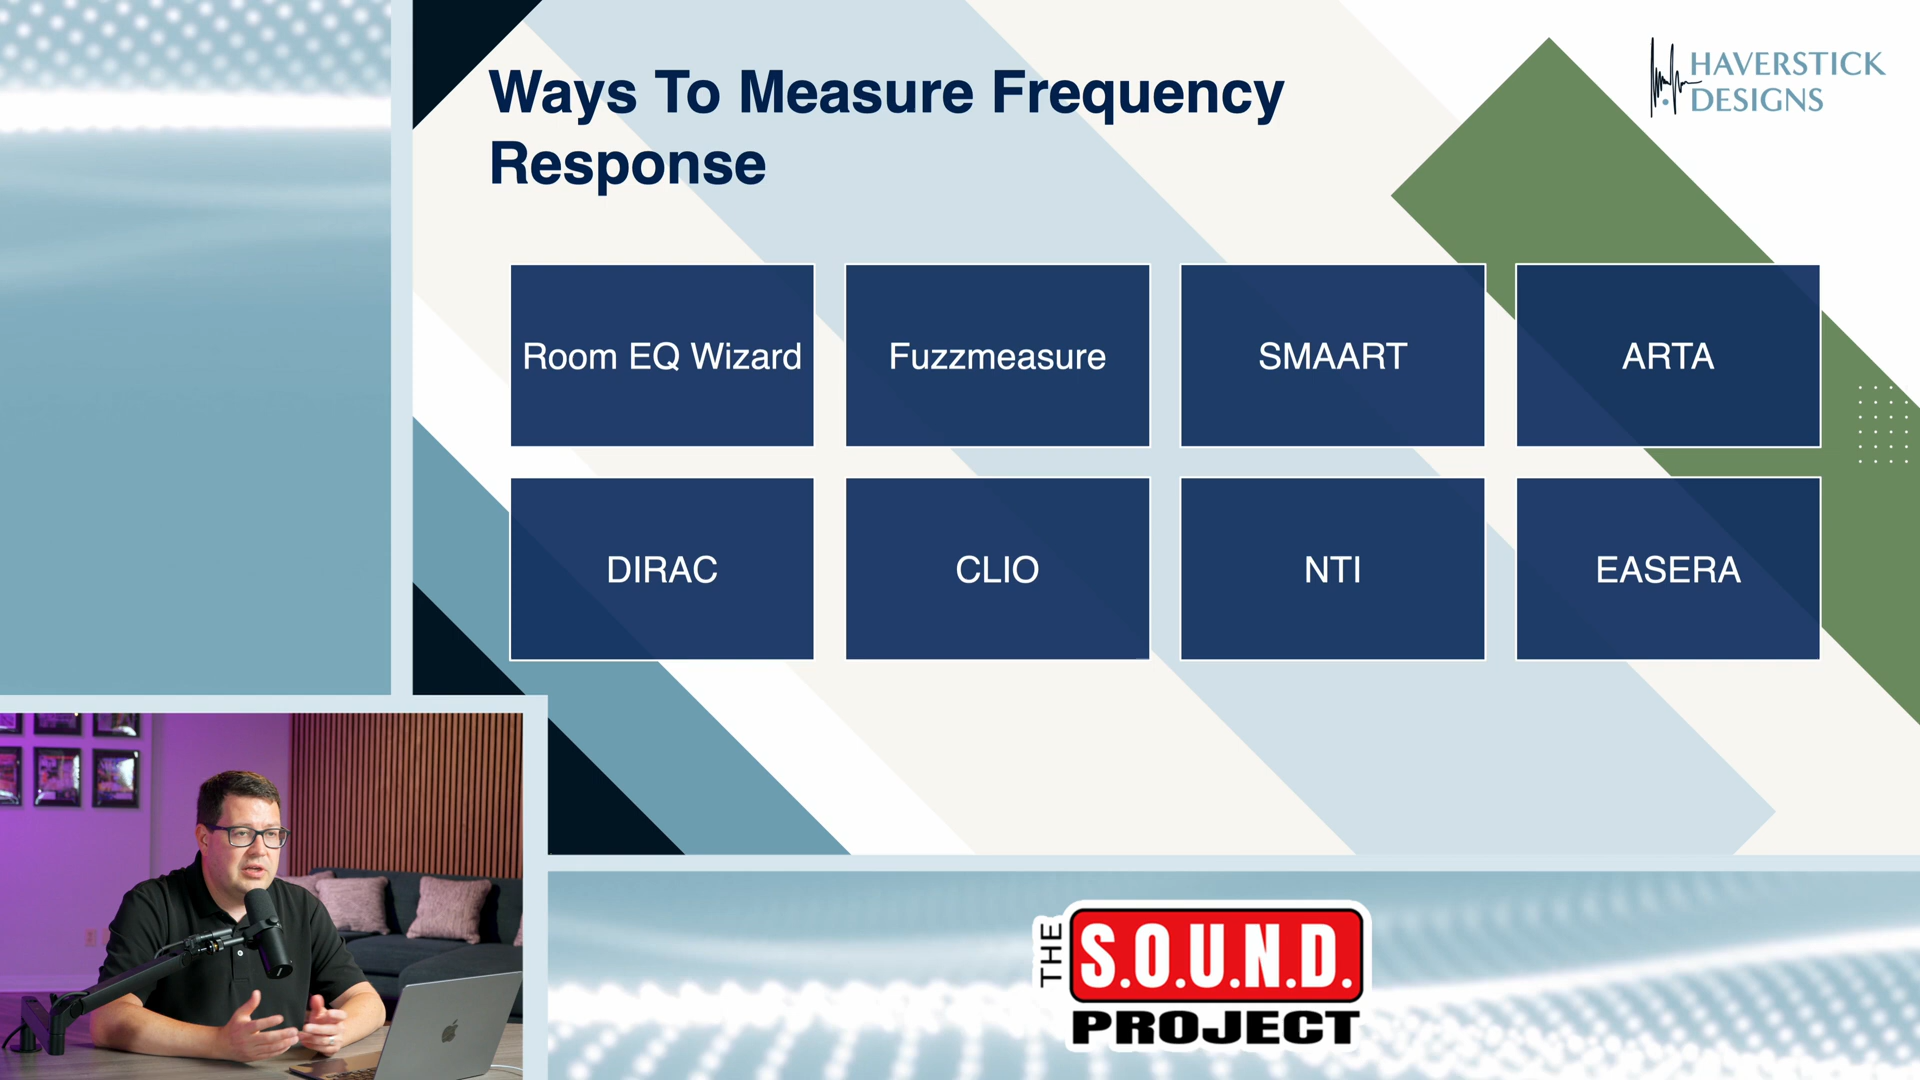 Ways To Measure Frequency
Response
HAVERSTICK
DESIGNS
Room EQ Wizard
Fuzzmeasure
SMAART
ARTA
DIRAC
CLIO
NTI
EASERA
THE
S.O.U.N.D.
PROJECT